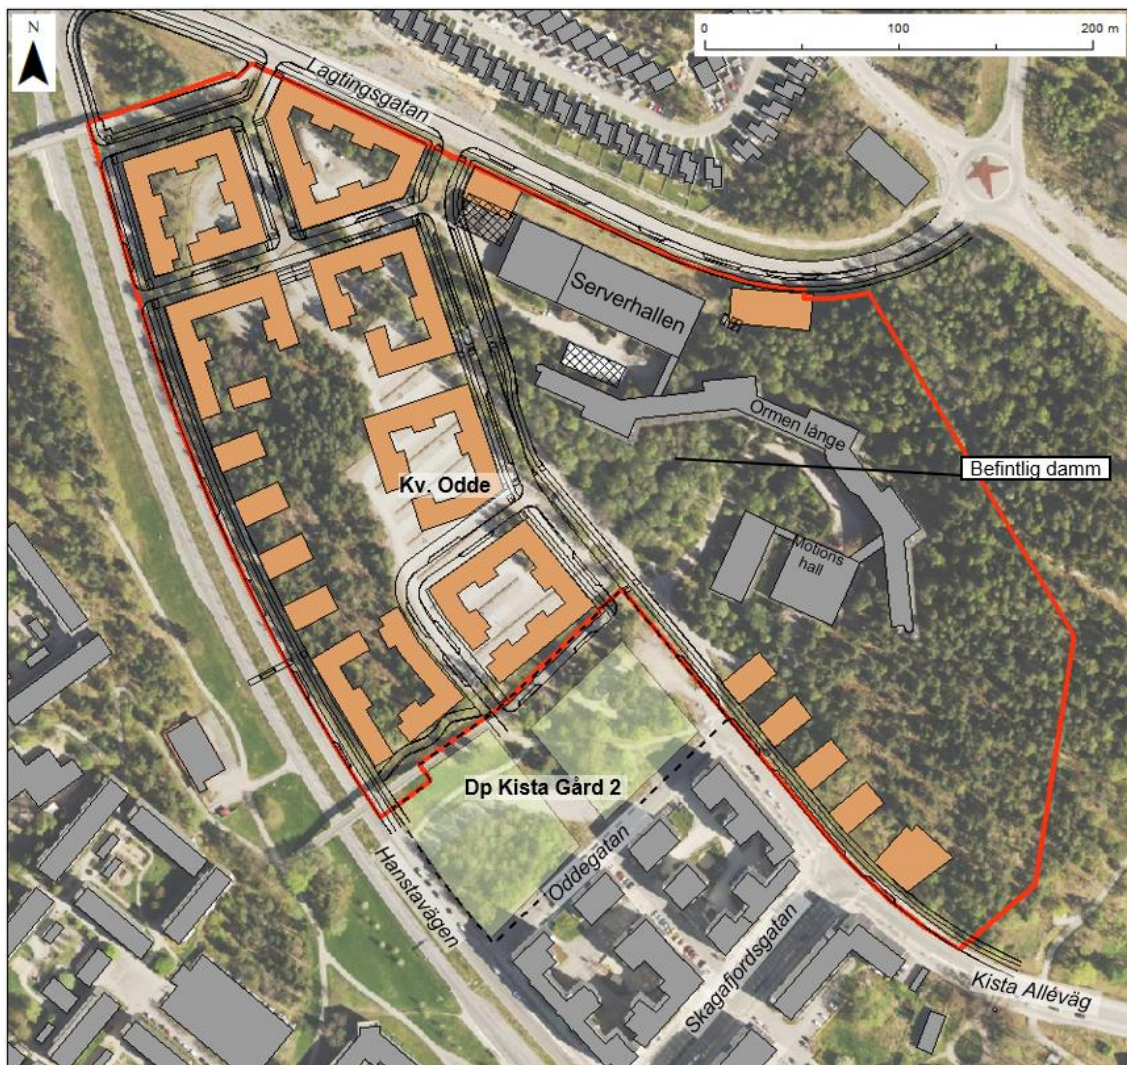 N
0 100 200 m
Lagtingsgatan
Serverhallen
Ormen långe
Kv. Odde
Befintlig damm
Motions
hall
Dp Kista Gård 2
Oddegatan
Hanstavägen
Skagafjordsgatan
Kista Alléväg